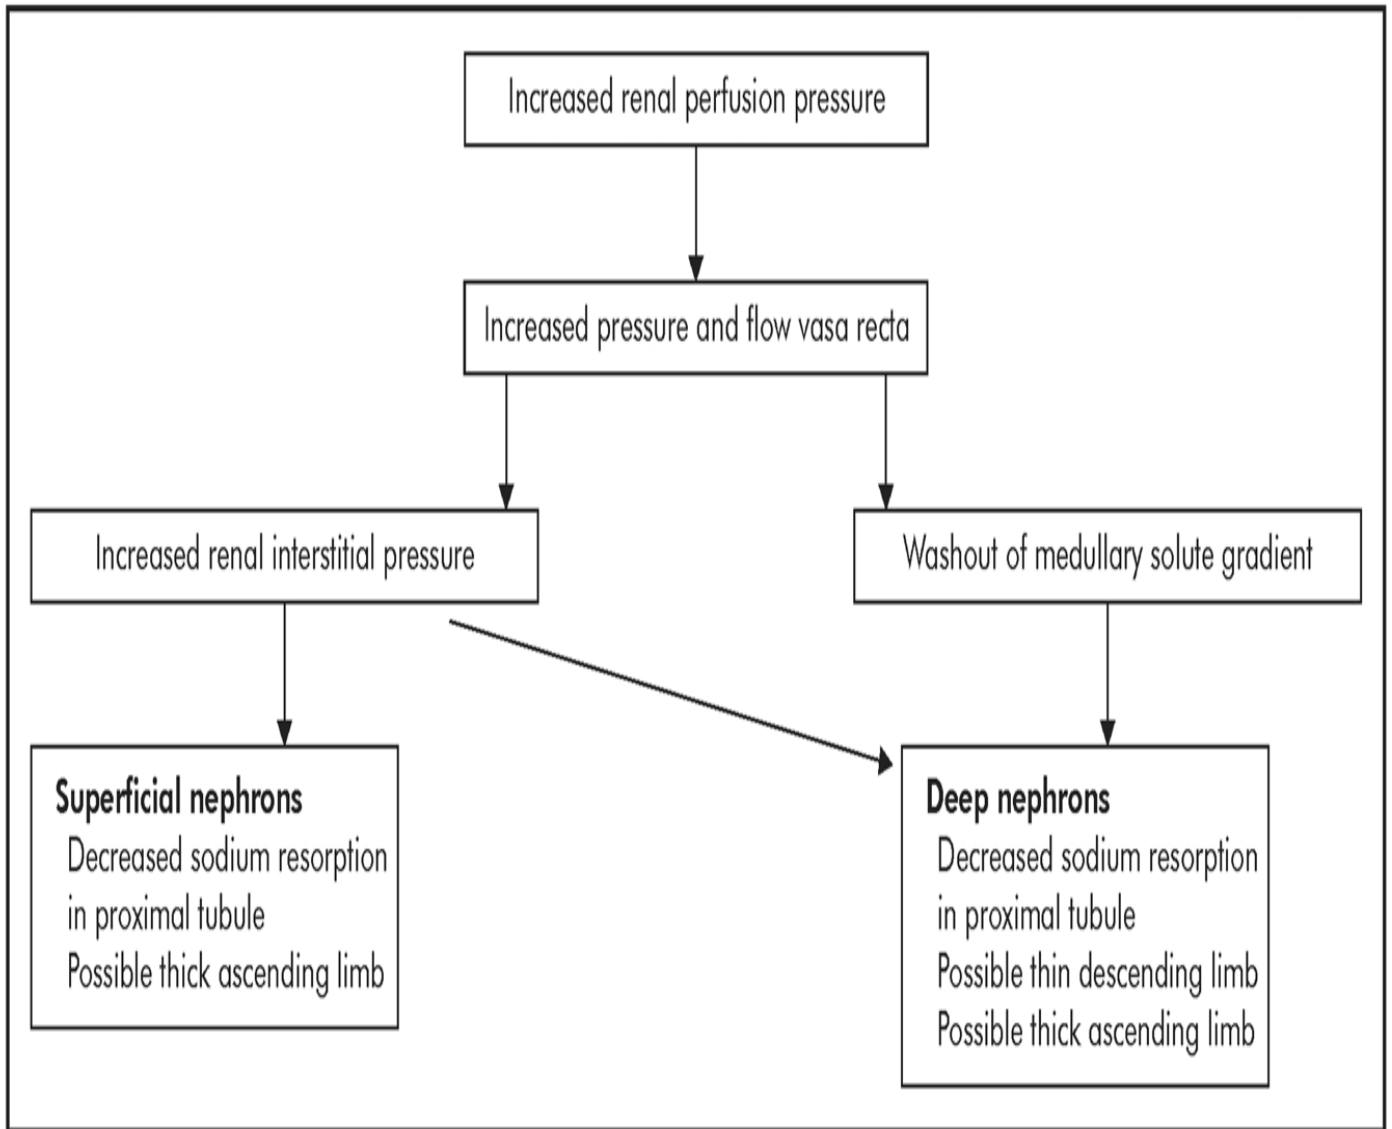 Increased renal perfusion pressure
Increased pressure and flow vasa recta
Increased renal interstitial pressure
Washout of medullary solute gradient
Superficial nephrons
Decreased sodium resorption
in proximal tubule
Possible thick ascending limb
Deep nephrons
Decreased sodium resorption
in proximal tubule
Possible thin descending limb
Possible thick ascending limb